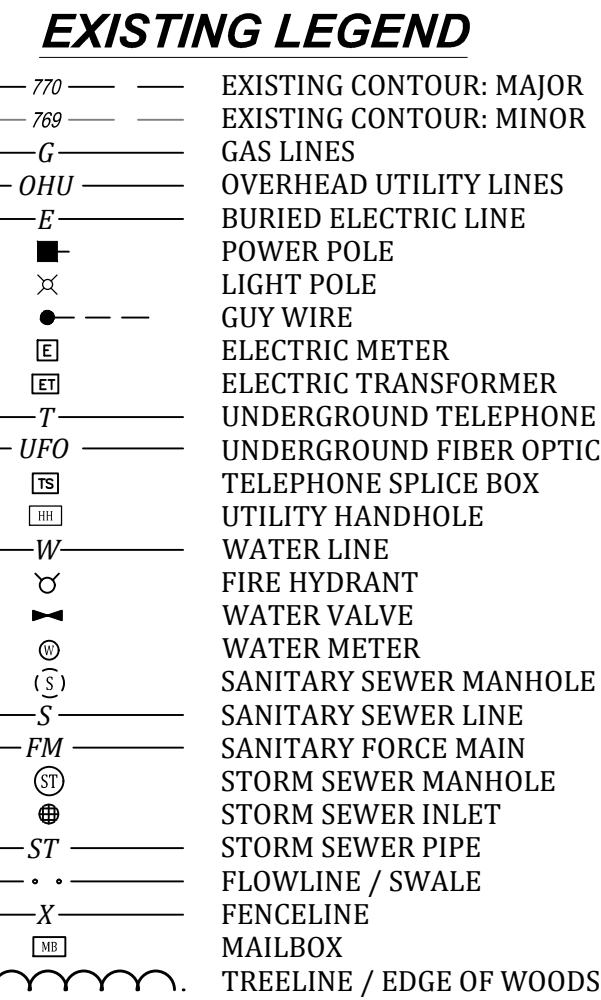 EXISTING LEGEND
770 EXISTING CONTOUR: MAJOR
769 EXISTING CONTOUR: MINOR
G GAS LINES
OHU OVERHEAD UTILITY LINES
E BURIED ELECTRIC LINE
POWER POLE
LIGHT POLE
GUY WIRE
E ELECTRIC METER
ET ELECTRIC TRANSFORMER
T UNDERGROUND TELEPHONE
UFO UNDERGROUND FIBER OPTIC
TS TELEPHONE SPLICE BOX
HH UTILITY HANDHOLE
W WATER LINE
FIRE HYDRANT
WATER VALVE
W WATER METER
S SANITARY SEWER MANHOLE
S SANITARY SEWER LINE
FM SANITARY FORCE MAIN
ST STORM SEWER MANHOLE
STORM SEWER INLET
ST STORM SEWER PIPE
FLOWLINE / SWALE
X FENCELINE
MB MAILBOX
TREELINE / EDGE OF WOODS